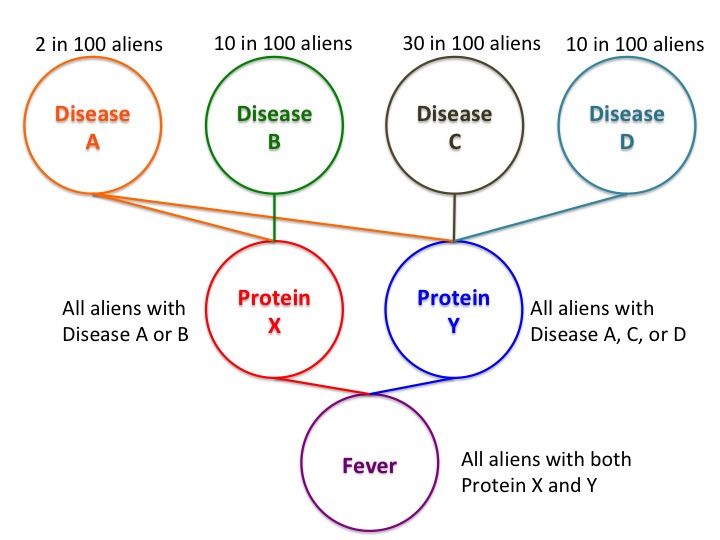 2 in 100 aliens
10 in 100 aliens
30 in 100 aliens
10 in 100 aliens
Disease
A
Disease
B
Disease
C
Disease
D
All aliens with
Disease A or B
Protein
X
Protein
Y
All aliens with
Disease A, C, or D
Fever
All aliens with both
Protein X and Y